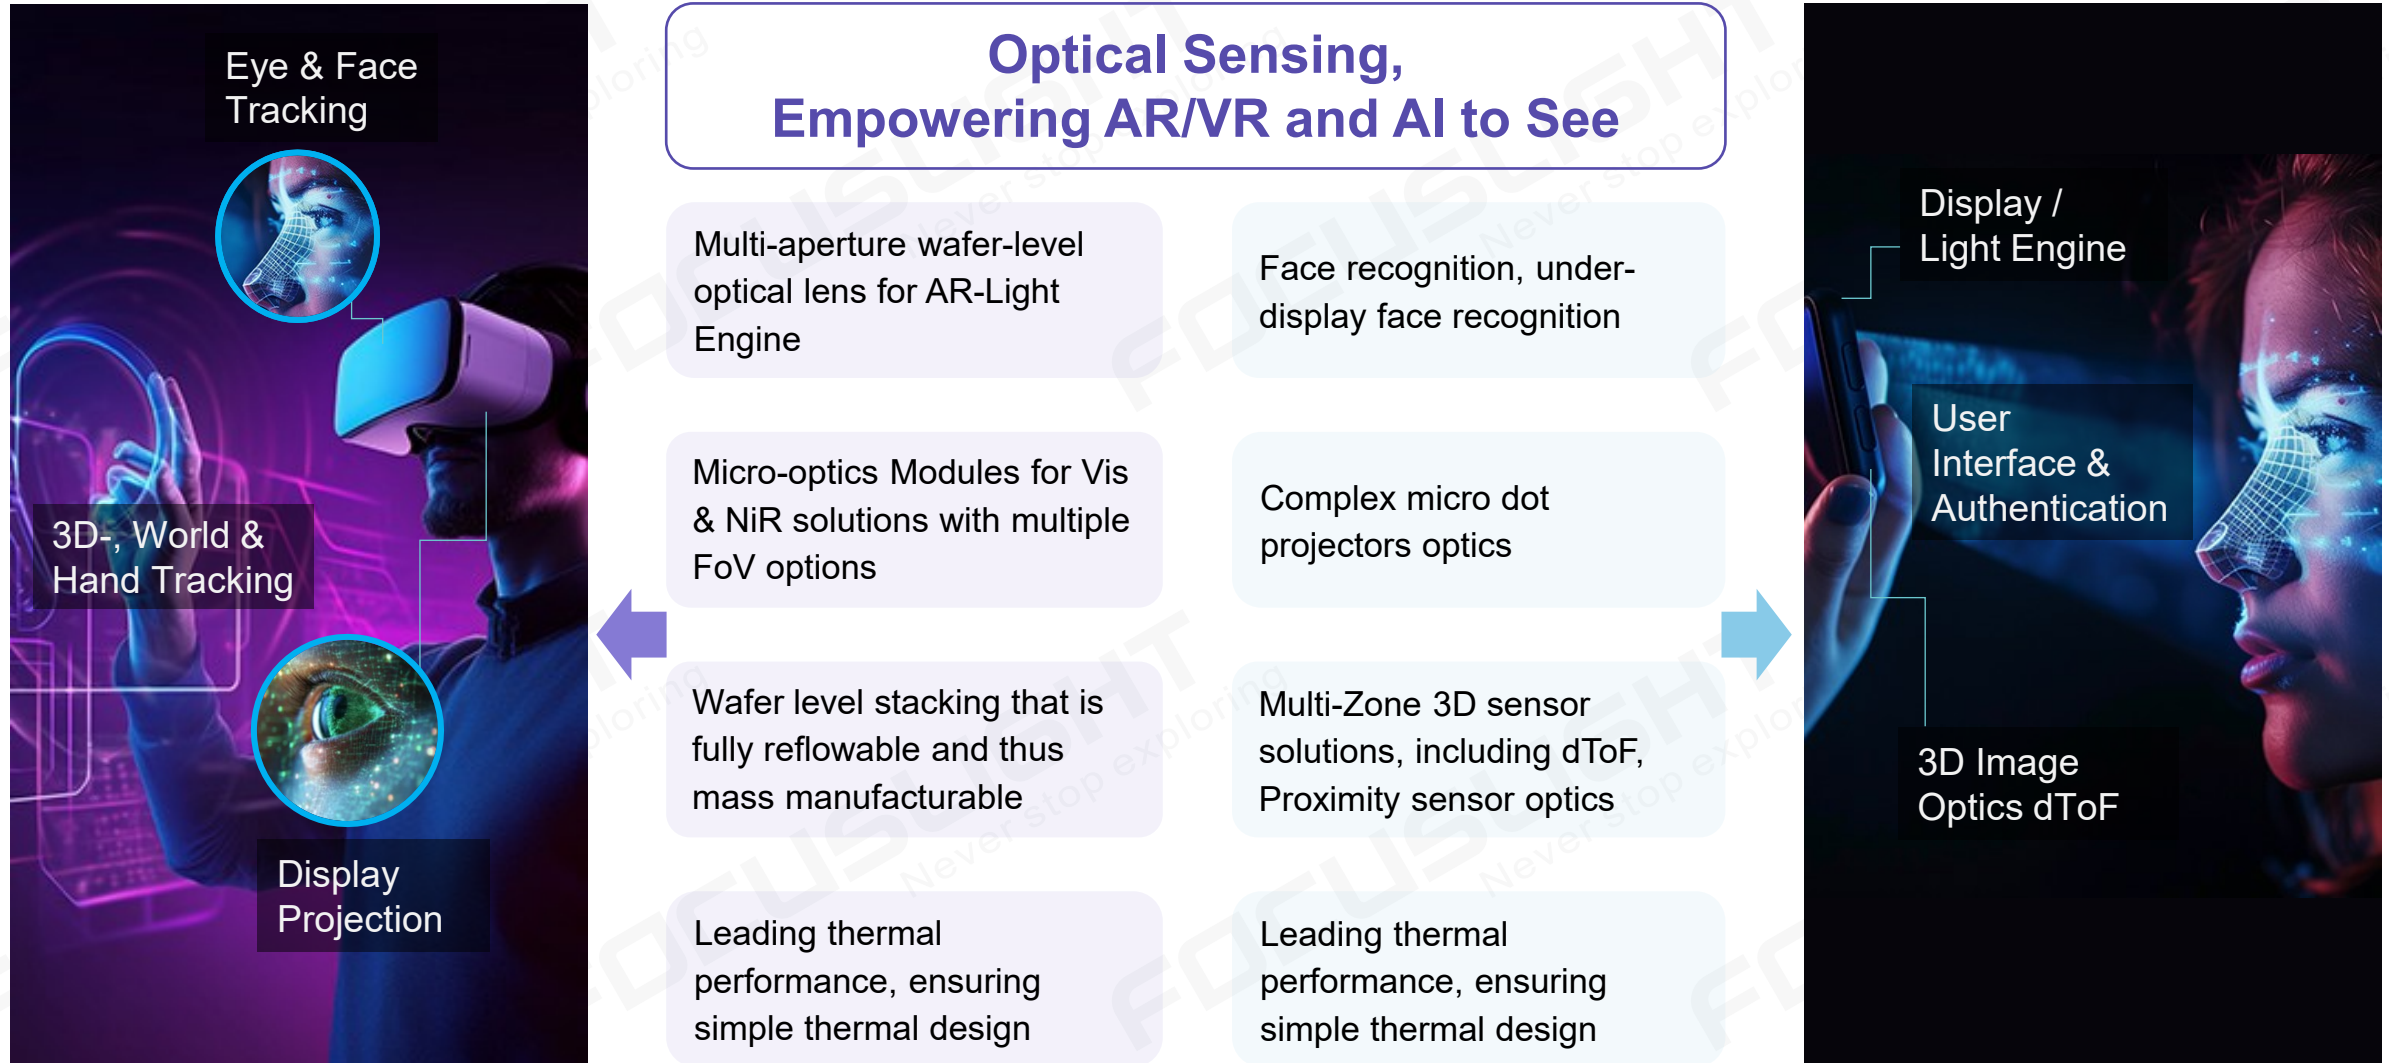 Eye & Face
Tracking
3D-, World &
Hand Tracking
Display
Projection
Optical Sensing,
Empowering AR/VR and AI to See
Multi-aperture wafer-level
optical lens for AR-Light
Engine
Micro-optics Modules for Vis
& NiR solutions with multiple
FoV options
Wafer level stacking that is
fully reflowable and thus
mass manufacturable
Leading thermal
performance, ensuring
simple thermal design
Face recognition, under-
display face recognition
Complex micro dot
projectors optics
Multi-Zone 3D sensor
solutions, including dToF,
Proximity sensor optics
Leading thermal
performance, ensuring
simple thermal design
Display /
Light Engine
User
Interface &
Authentication
3D Image
Optics dToF
FOCUSLIGHT
Never stop exploring